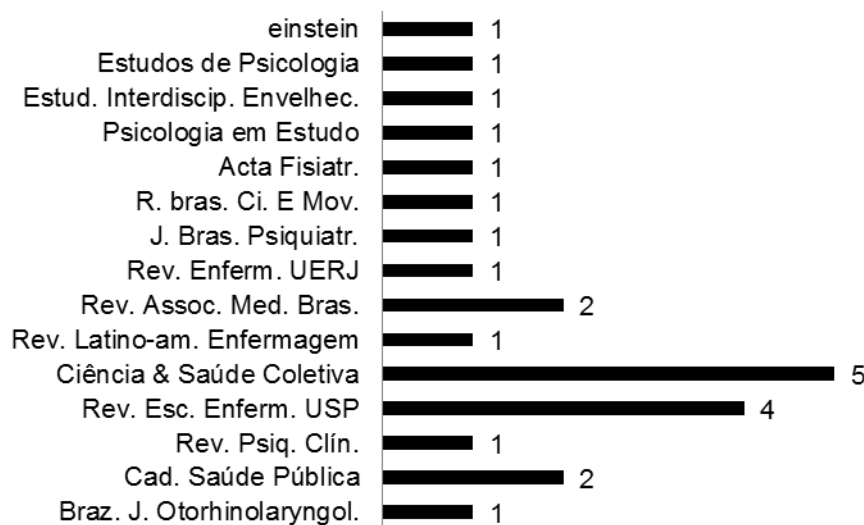 einstein 1
Estudos de Psicologia 1
Estud. Interdiscip. Envelhec. 1
Psicologia em Estudo 1
Acta Fisiatr. 1
R. bras. Ci. E Mov. 1
J. Bras. Psiquiatr. 1
Rev. Enferm. UERJ 1
Rev. Assoc. Med. Bras. 2
Rev. Latino-am. Enfermagem 1
Ciência & Saúde Coletiva 5
Rev. Esc. Enferm. USP 4
Rev. Psiq. Clín. 1
Cad. Saúde Pública 2
Braz. J. Otorhinolaryngol. 1